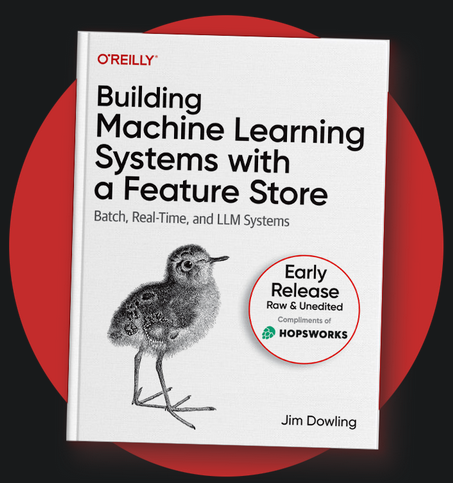 O'REILLY®
Building
Machine Learning
Systems with
a Feature Store
Batch, Real-Time, and LLM Systems
Early
Release
Raw & Unedited
Compliments of
HOPSWORKS
Jim Dowling